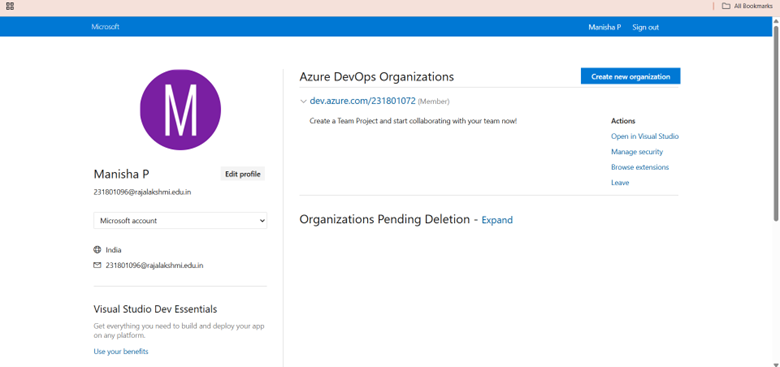 All Bookmarks
Microsoft
Manisha P Sign out
M
Manisha P
Edit profile
231801096@rajalakshmi.edu.in
Microsoft account
India
231801096@rajalakshmi.edu.in
Visual Studio Dev Essentials
Get everything you need to build and deploy your app
on any platform.
Use your benefits
Azure DevOps Organizations
Create new organization
dev.azure.com/231801072 (Member)
Create a Team Project and start collaborating with your team now!
Actions
Open in Visual Studio
Manage security
Browse extensions
Leave
Organizations Pending Deletion - Expand